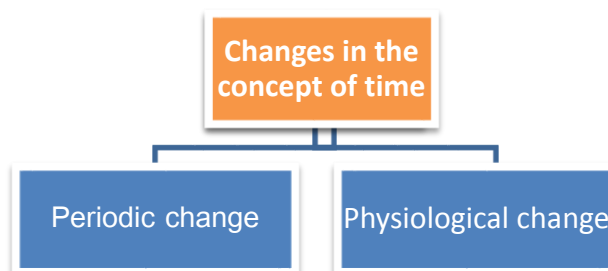 Changes in the
concept of time
Periodic change
Physiological change